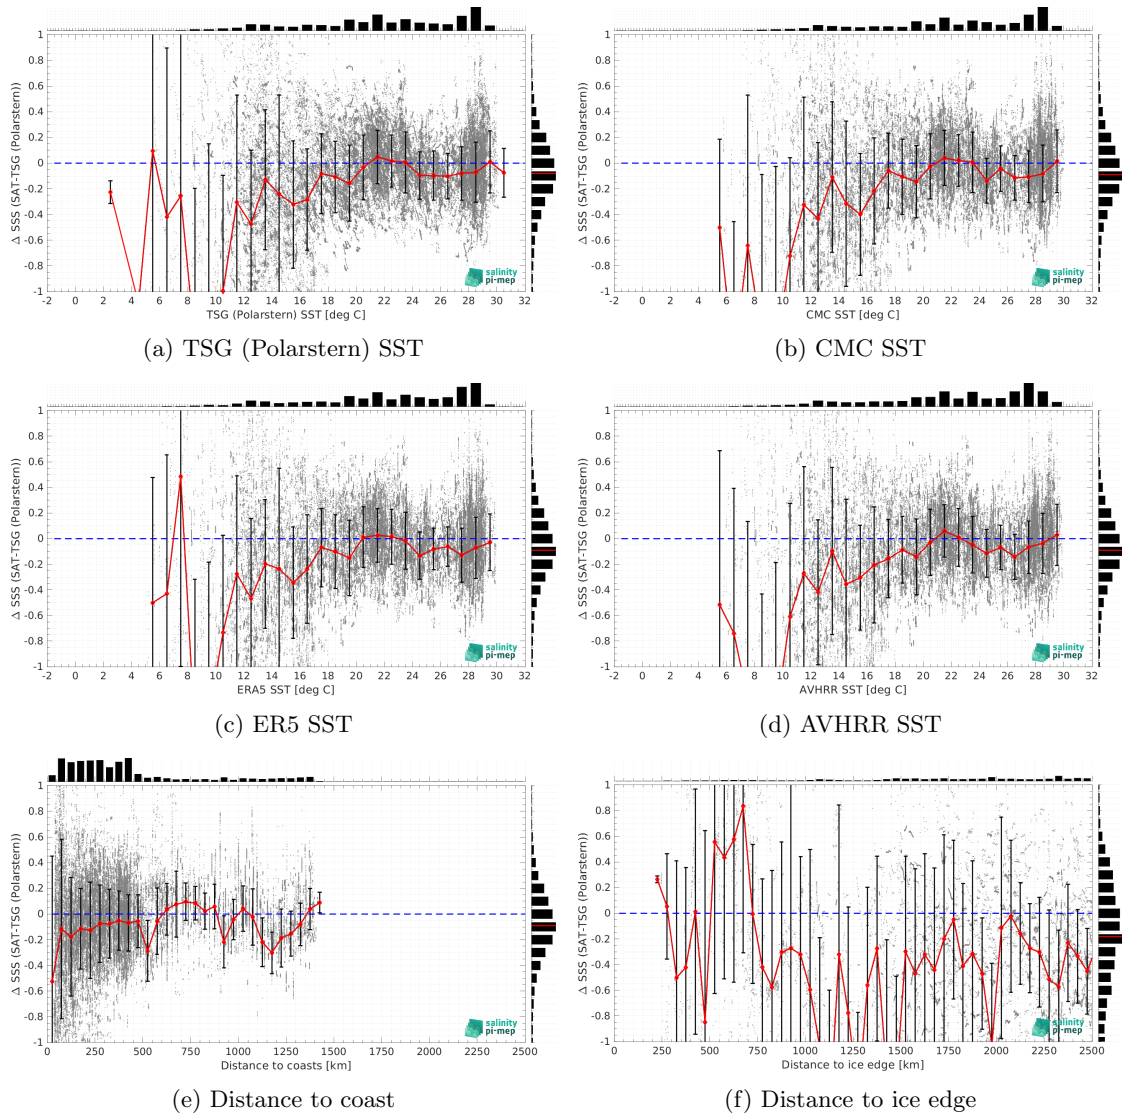 1
0.8
0.6
0.4
0.2
0
-0.2
-0.4
-0.6
-0.8
-1
Δ SSS (SAT-TSG (Polarstern))
-2 0 2 4 6 8 10 12 14 16 18 20 22 24 26 28 30 32
TSG (Polarstern) SST [deg C]
salinity
pi-mep
(a) TSG (Polarstern) SST
1
0.8
0.6
0.4
0.2
0
-0.2
-0.4
-0.6
-0.8
-1
Δ SSS (SAT-TSG (Polarstern))
-2 0 2 4 6 8 10 12 14 16 18 20 22 24 26 28 30 32
CMC SST [deg C]
salinity
pi-mep
(b) CMC SST
1
0.8
0.6
0.4
0.2
0
-0.2
-0.4
-0.6
-0.8
-1
Δ SSS (SAT-TSG (Polarstern))
-2 0 2 4 6 8 10 12 14 16 18 20 22 24 26 28 30 32
ERA5 SST [deg C]
salinity
pi-mep
(c) ER5 SST
1
0.8
0.6
0.4
0.2
0
-0.2
-0.4
-0.6
-0.8
-1
Δ SSS (SAT-TSG (Polarstern))
-2 0 2 4 6 8 10 12 14 16 18 20 22 24 26 28 30 32
AVHRR SST [deg C]
salinity
pi-mep
(d) AVHRR SST
1
0.8
0.6
0.4
0.2
0
-0.2
-0.4
-0.6
-0.8
-1
Δ SSS (SAT-TSG (Polarstern))
0 250 500 750 1000 1250 1500 1750 2000 2250 2500
Distance to coasts [km]
salinity
pi-mep
(e) Distance to coast
1
0.8
0.6
0.4
0.2
0
-0.2
-0.4
-0.6
-0.8
-1
Δ SSS (SAT-TSG (Polarstern))
0 250 500 750 1000 1250 1500 1750 2000 2250 2500
Distance to ice edge [km]
salinity
pi-mep
(f) Distance to ice edge